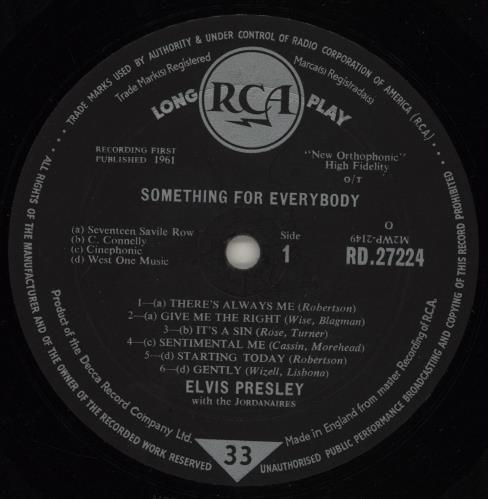 TRADE MARKS USED BY AUTHORITY & UNDER CONTROL OF RADIO CORPORATION OF AMERICA (R.C.A.)
Trade Mark(s) Registered
Marca(s) Registrada(s)
LONG RCA PLAY
RECORDING FIRST
PUBLISHED 1961
"New Orthophonic"
High Fidelity
O/T
SOMETHING FOR EVERYBODY
(a) Seventeen Savile Row
(b) C. Connelly
(c) Cinephonic
(d) West One Music
Side
1
O
M2WP-2149
RD.27224
1—(a) THERE'S ALWAYS ME (Robertson)
2—(a) GIVE ME THE RIGHT (Wise, Blagman)
3—(b) IT'S A SIN (Rose, Turner)
4—(c) SENTIMENTAL ME (Cassin, Morehead)
5—(d) STARTING TODAY (Robertson)
6—(d) GENTLY (Wizell, Lisbona)
ELVIS PRESLEY
with the JORDANAIRES
Product of the Decca Record Company Ltd.
Made in England from master Recording of R.C.A.
33
ALL RIGHTS OF THE MANUFACTURER AND OF THE OWNER OF THE RECORDED WORK RESERVED
UNAUTHORISED PUBLIC PERFORMANCE BROADCASTING AND COPYING OF THIS RECORD PROHIBITED